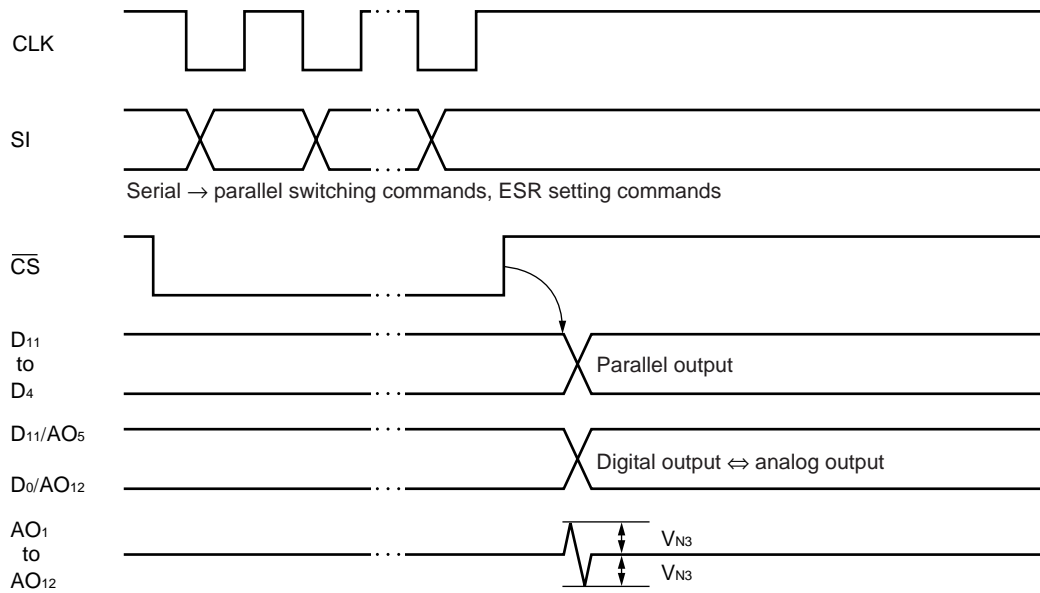 CLK
SI
Serial → parallel switching commands, ESR setting commands
CS
D11
to
D4
Parallel output
D11/AO5
Digital output ⇔ analog output
D0/AO12
AO1
to
AO12
VN3
VN3